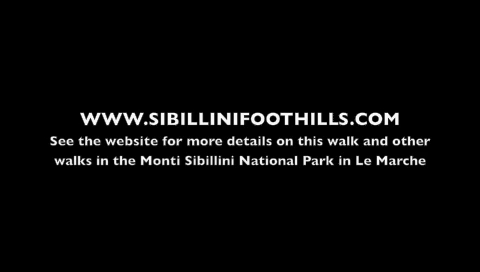 WWW.SIBILLINIFOOTHILLS.COM
See the website for more details on this walk and other
walks in the Monti Sibillini National Park in Le Marche